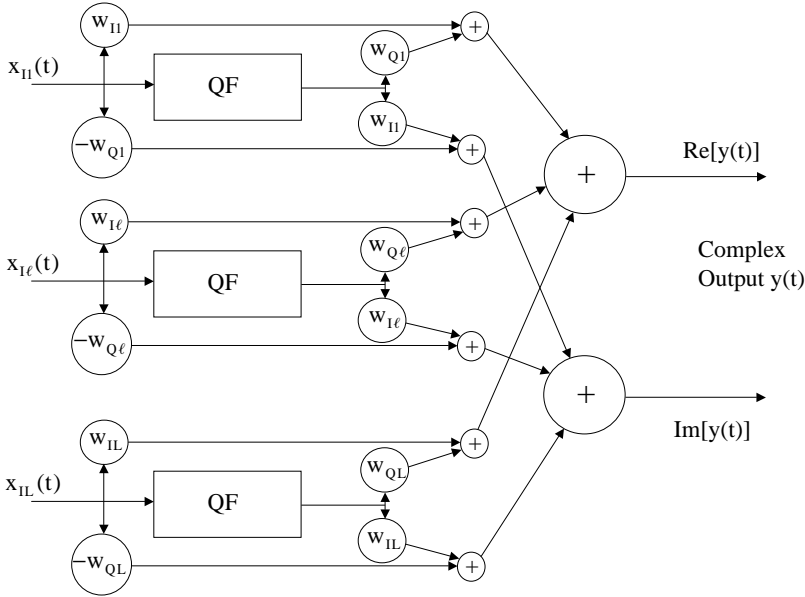 w_I1
+
w_Q1
x_I1(t)
QF
w_I1
−w_Q1
+
+
Re[y(t)]
w_Iℓ
+
w_Qℓ
x_Iℓ(t)
QF
Complex
Output y(t)
w_Iℓ
−w_Qℓ
+
+
Im[y(t)]
w_IL
+
w_QL
x_IL(t)
QF
w_IL
−w_QL
+